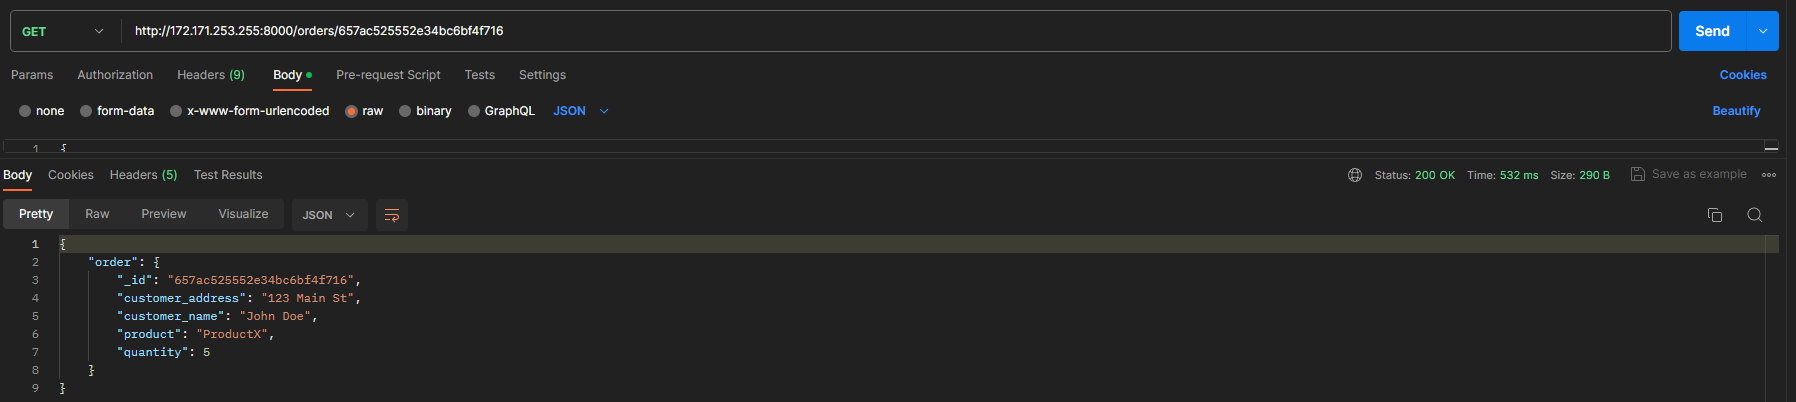 GET http://172.171.253.255:8000/orders/657ac525552e34bc6bf4f716 Send
Params Authorization Headers (9) Body Pre-request Script Tests Settings Cookies
none form-data x-www-form-urlencoded raw binary GraphQL JSON Beautify
1 {
Body Cookies Headers (5) Test Results Status: 200 OK Time: 532 ms Size: 290 B Save as example
Pretty Raw Preview Visualize JSON
1 {
2 "order": {
3 "_id": "657ac525552e34bc6bf4f716",
4 "customer_address": "123 Main St",
5 "customer_name": "John Doe",
6 "product": "ProductX",
7 "quantity": 5
8 }
9 }